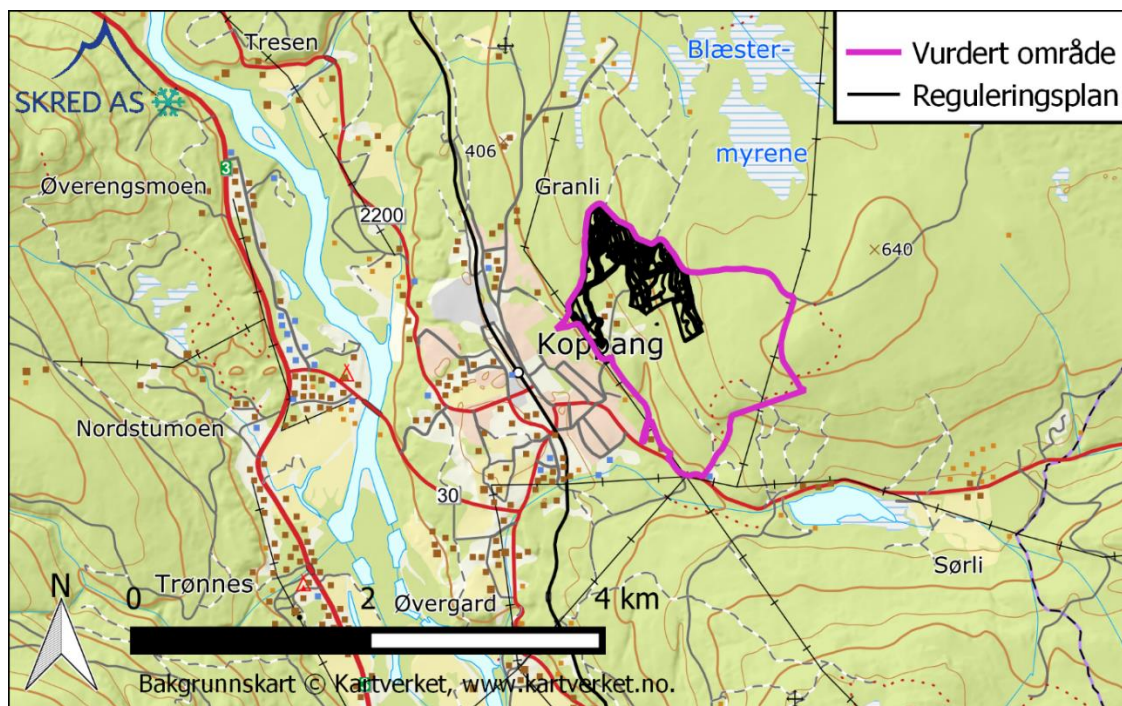 Tresen
Blæster-
myrene
Vurdert område
Reguleringsplan
SKRED AS
3
Øverengsmoen
406
Granli
2200
640
Koppang
Nordstumoen
30
Sørli
Trønnes
Øvergard
N
0
2
4 km
Bakgrunnskart © Kartverket, www.kartverket.no.